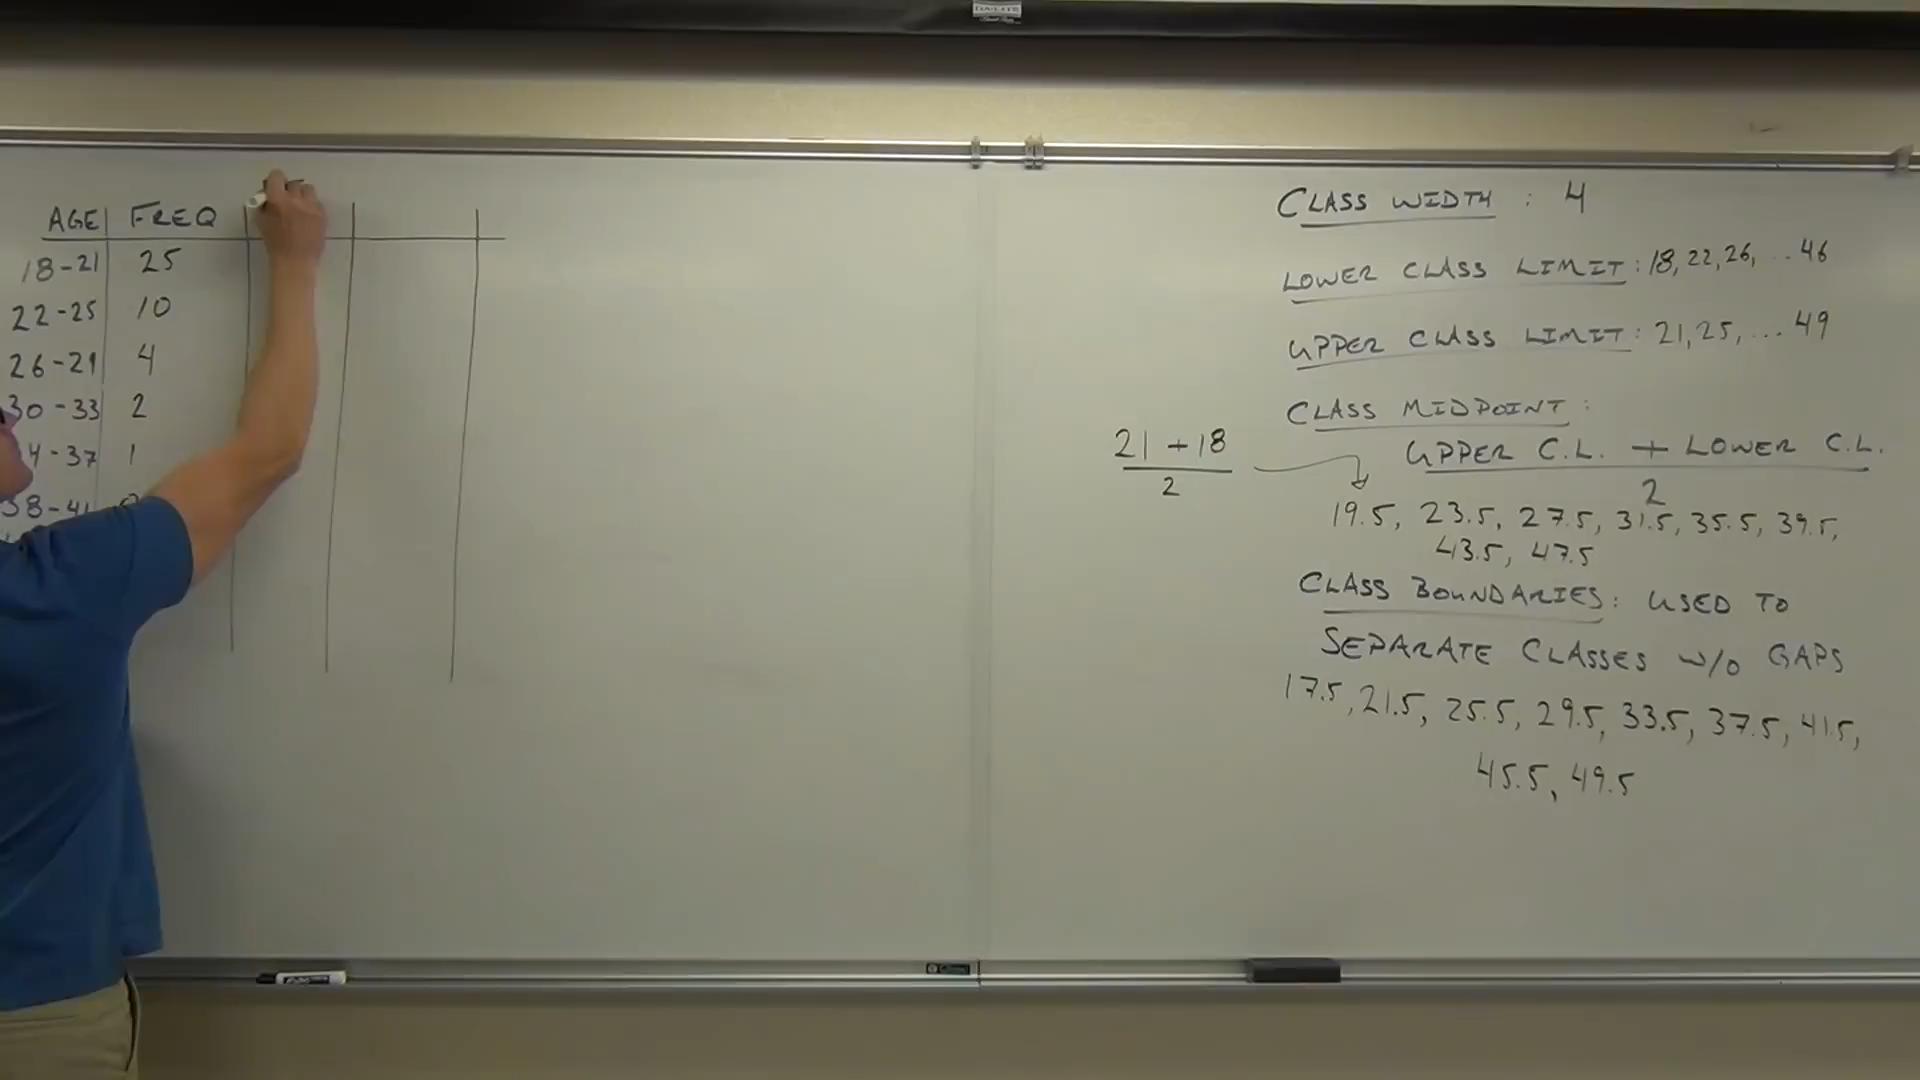 AGE FREQ
18-21 25
22-25 10
26-29 4
30-33 2
4-37 1
38-41
CLASS WIDTH : 4
LOWER CLASS LIMIT : 18, 22, 26, ... 46
UPPER CLASS LIMIT : 21, 25, ... 49
CLASS MIDPOINT :
UPPER C.L. + LOWER C.L.
2
21 + 18
2
19.5, 23.5, 27.5, 31.5, 35.5, 39.5,
43.5, 47.5
CLASS BOUNDARIES : USED TO
SEPARATE CLASSES W/O GAPS
17.5, 21.5, 25.5, 29.5, 33.5, 37.5, 41.5,
45.5, 49.5